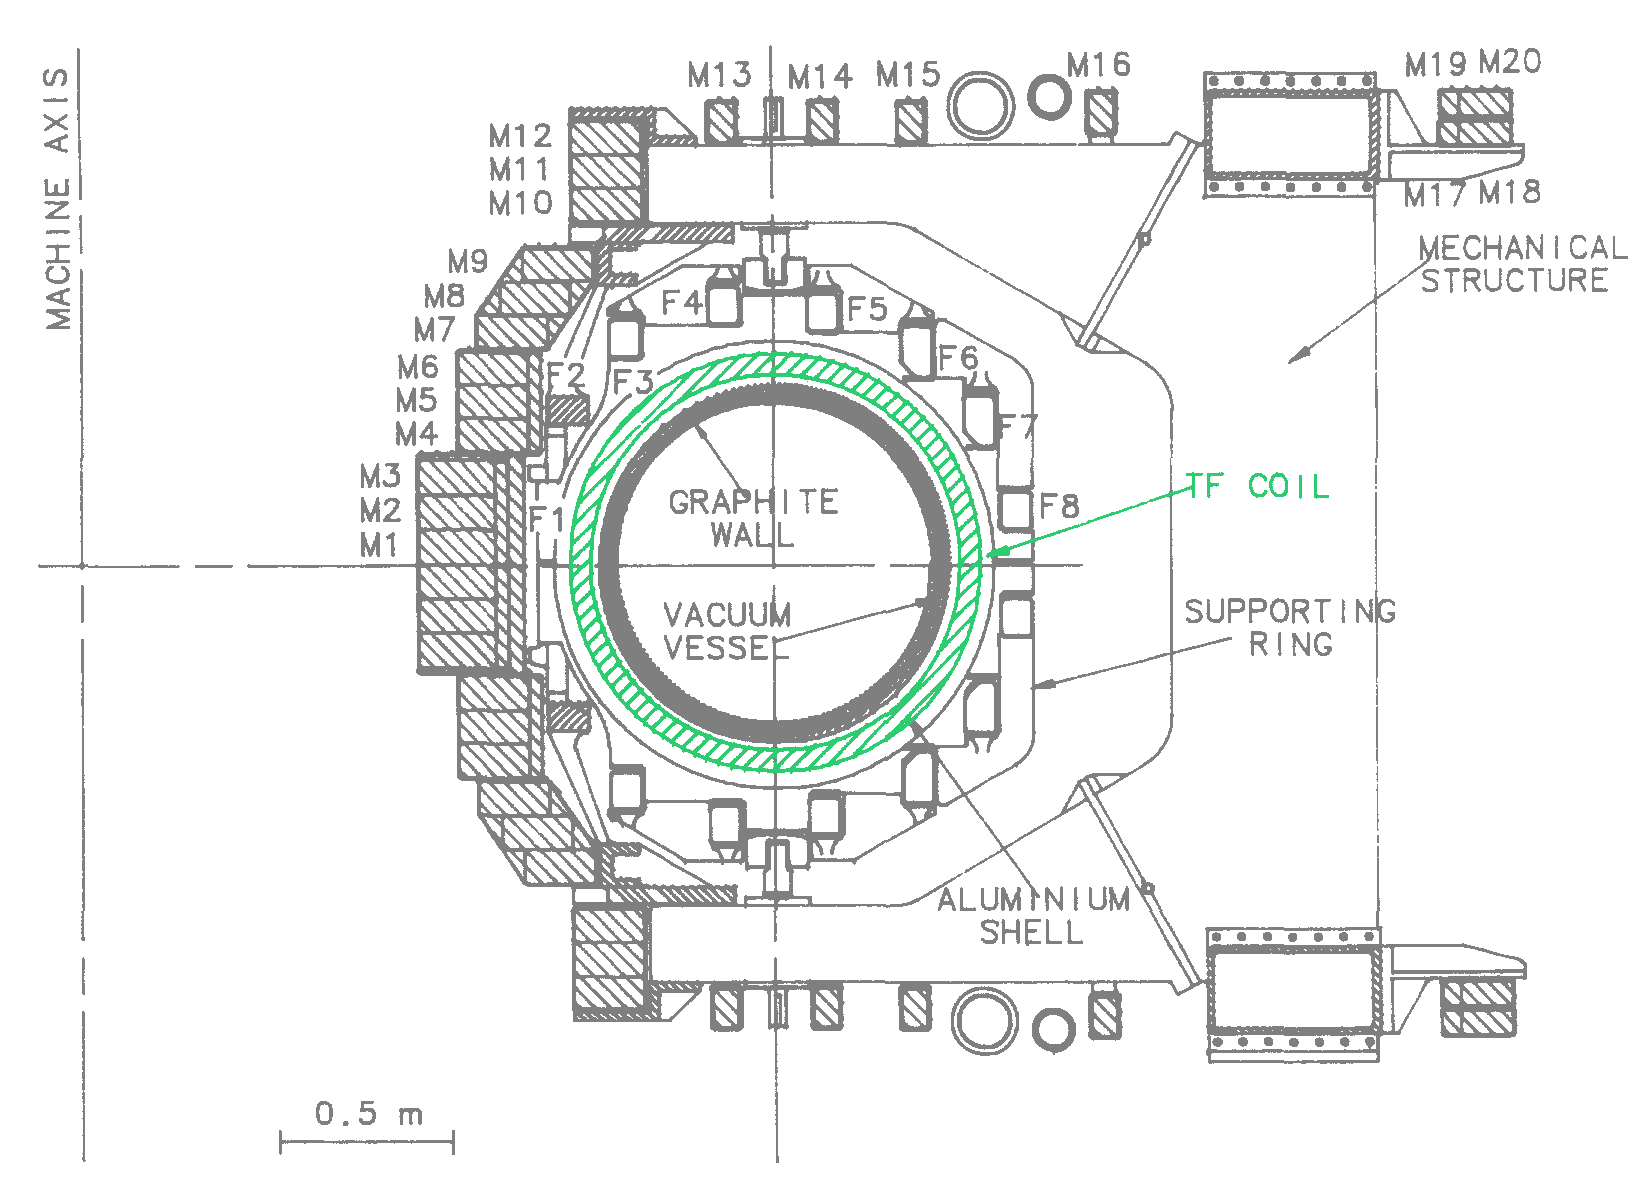 MACHINE AXIS
M13
M14
M15
M16
M19 M20
M12
M11
M10
M17 M18
MECHANICAL
STRUCTURE
M9
M8
M7
M6
M5
M4
M3
M2
M1
F4
F5
F6
F2
F3
F7
F1
F8
TF COIL
GRAPHITE
WALL
VACUUM
VESSEL
SUPPORTING
RING
ALUMINIUM
SHELL
0.5 m